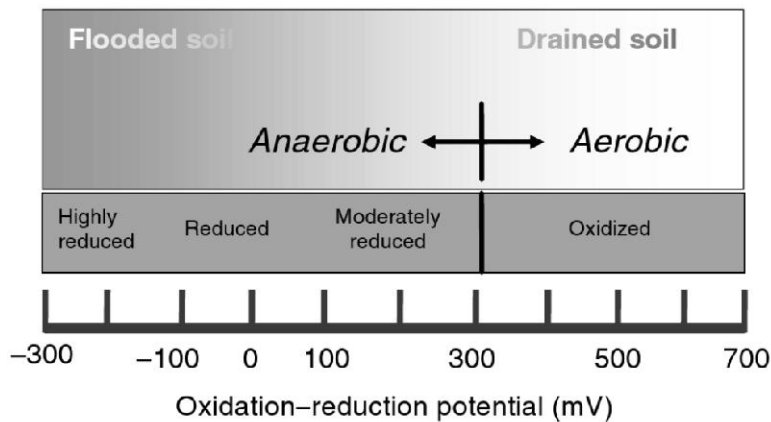 Flooded soil Drained soil
Anaerobic Aerobic
Highly
reduced
Reduced
Moderately
reduced
Oxidized
−300 −100 0 100 300 500 700
Oxidation–reduction potential (mV)